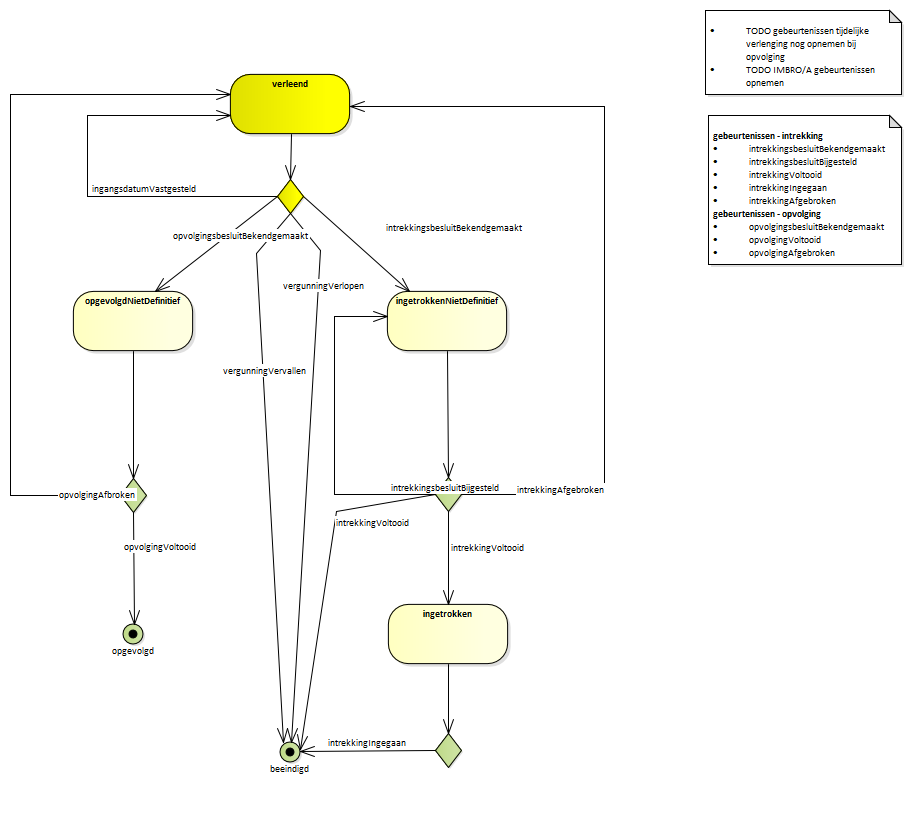 verleend
• TODO gebeurtenissen tijdelijke
verlenging nog opnemen bij
opvolging
• TODO IMBRO/A gebeurtenissen
opnemen
gebeurtenissen - intrekking
• intrekkingsbesluitBekendgemaakt
• intrekkingsbesluitBijgesteld
• intrekkingVoltooid
• intrekkingIngegaan
• intrekkingAfgebroken
gebeurtenissen - opvolging
• opvolgingsbesluitBekendgemaakt
• opvolgingVoltooid
• opvolgingAfgebroken
ingangsdatumVastgesteld
opvolgingsbesluitBekendgemaakt
intrekkingsbesluitBekendgemaakt
vergunningVerlopen
opgevolgdNietDefinitief
ingetrokkenNietDefinitief
vergunningVervallen
opvolgingAfbroken
intrekkingsbesluitBijgesteld
intrekkingAfgebroken
intrekkingVoltooid
opvolgingVoltooid
intrekkingVoltooid
ingetrokken
opgevolgd
intrekkingIngegaan
beeindigd